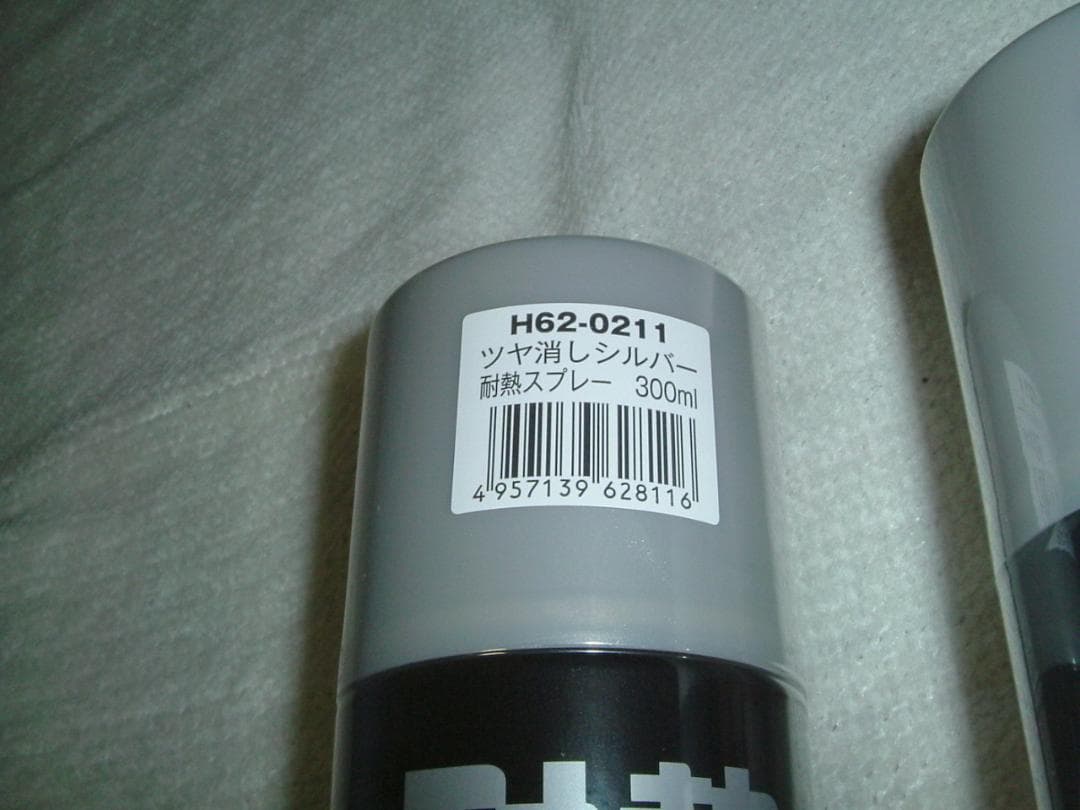 H62-0211
ツヤ消しシルバー
耐熱スプレー 300ml
4 957139 628116